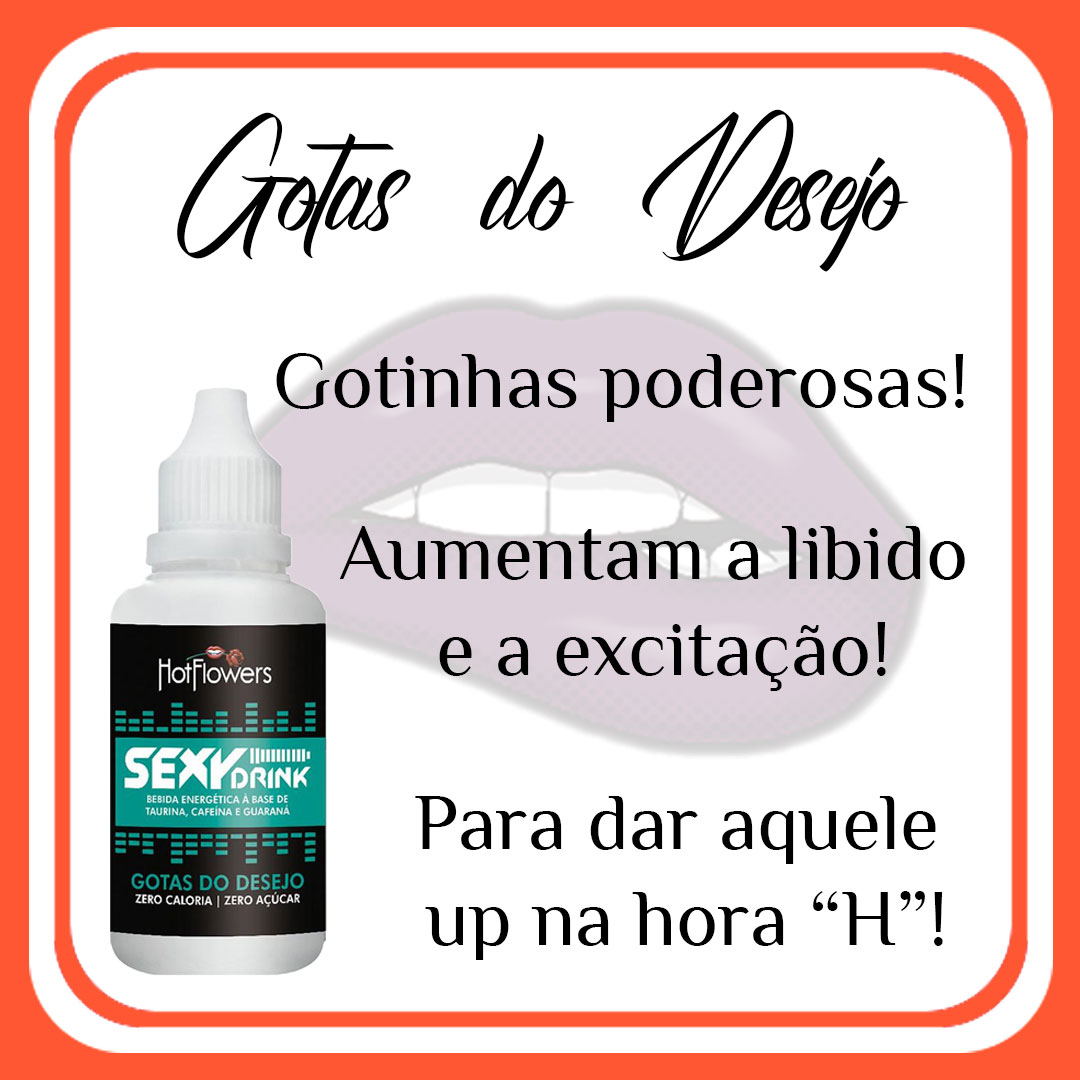 Gotas do Desejo
Gotinhas poderosas!
Aumentam a libido
e a excitação!
Para dar aquele
up na hora “H”!
HotFlowers
SEXY DRINK
BEBIDA ENERGÉTICA À BASE DE
TAURINA, CAFEÍNA E GUARANÁ
GOTAS DO DESEJO
ZERO CALORIA | ZERO AÇÚCAR